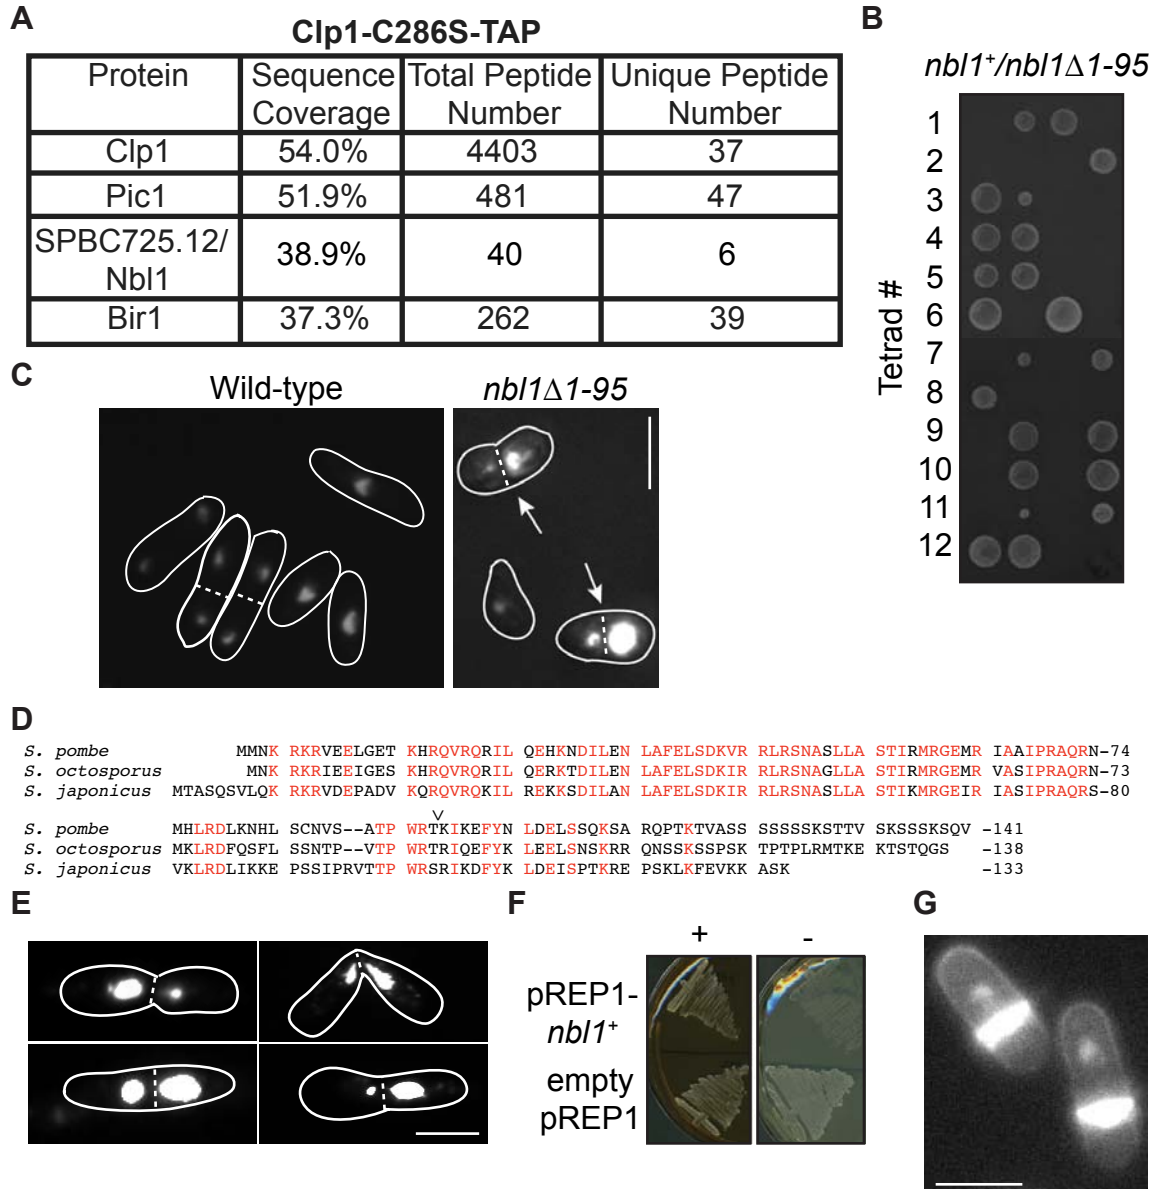 A
Clp1-C286S-TAP
Protein Sequence Coverage Total Peptide Number Unique Peptide Number
Clp1 54.0% 4403 37
Pic1 51.9% 481 47
SPBC725.12/Nbl1 38.9% 40 6
Bir1 37.3% 262 39
B
nbl1+/nbl1Δ1-95
Tetrad #
1
2
3
4
5
6
7
8
9
10
11
12
C
Wild-type
nbl1Δ1-95
D
S. pombe MMNK RKRVEELGET KHRQVRQRIL QEHKNDILEN LAFELSDKVR RLRSNASLLA STIRMRGEMR IAAIPRAQRN-74
S. octosporus MNK RKRIEEIGES KHRQVRQRIL QERKTDILEN LAFELSDKIR RLRSNAGLLA STIRMRGEMR VASIPRAQRN-73
S. japonicus MTASQSVLQK RKRVDEPADV KQRQVRQKIL REKKSDILAN LAFELSDKIR RLRSNASLLA STIKMRGEIR IASIPRAQRS-80
S. pombe MHLRDLKNHL SCNVS--ATP WRTKIKEFYN LDELSSQKSA RQPTKTVASS SSSSSKSTTV SKSSSKSQV -141
S. octosporus MKLRDFQSFL SSNTP--VTP WRTRIQEFYK LEELSNSKRR QNSSKSSPSK TPTPLRMTKE KTSTQGS -138
S. japonicus VKLRDLIKKE PSSIPRVTTP WRSRIKDFYK LDEISPTKRE PSKLKFEVKK ASK -133
E
F
+ -
pREP1-
nbl1+
empty
pREP1
G